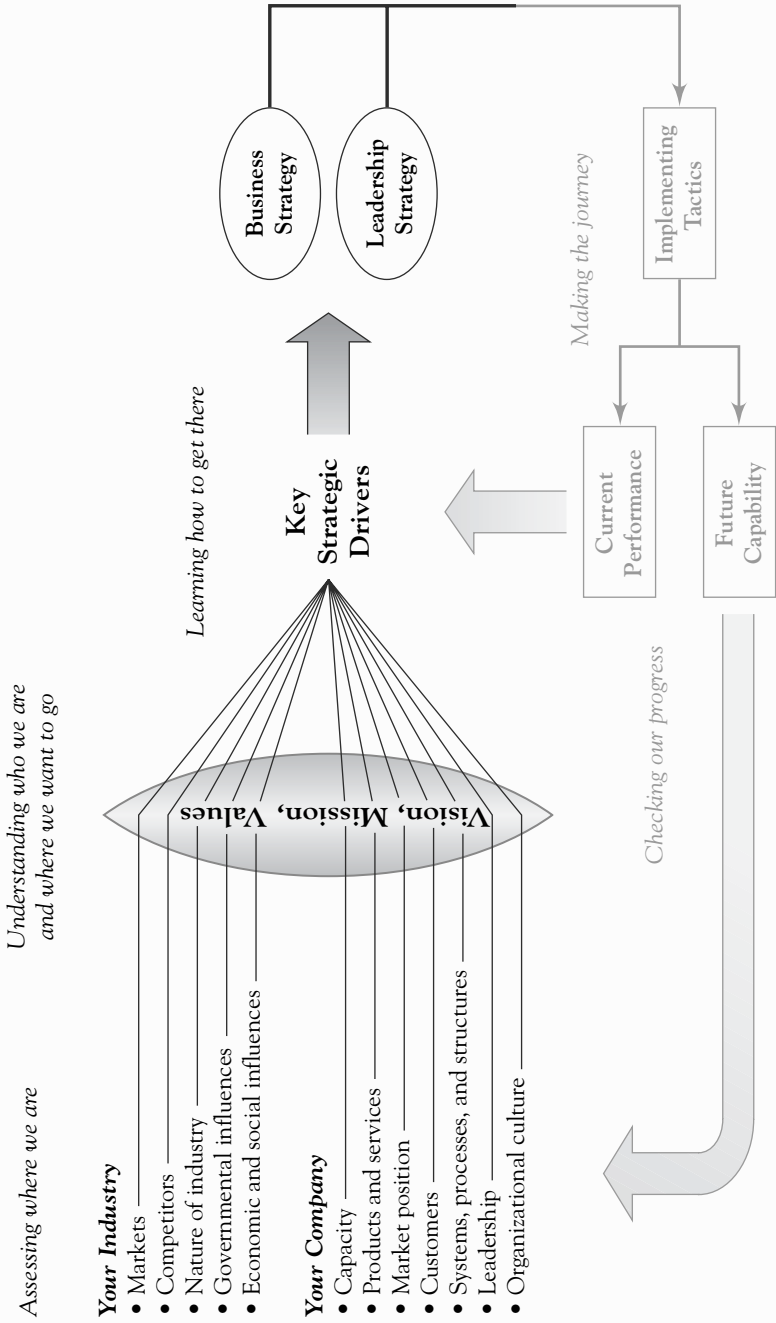 Assessing where we are
Understanding who we are
and where we want to go
Learning how to get there
Your Industry
• Markets
• Competitors
• Nature of industry
• Governmental influences
• Economic and social influences
Your Company
• Capacity
• Products and services
• Market position
• Customers
• Systems, processes, and structures
• Leadership
• Organizational culture
Vision, Mission, Values
Key
Strategic
Drivers
Business
Strategy
Leadership
Strategy
Making the journey
Implementing
Tactics
Current
Performance
Future
Capability
Checking our progress